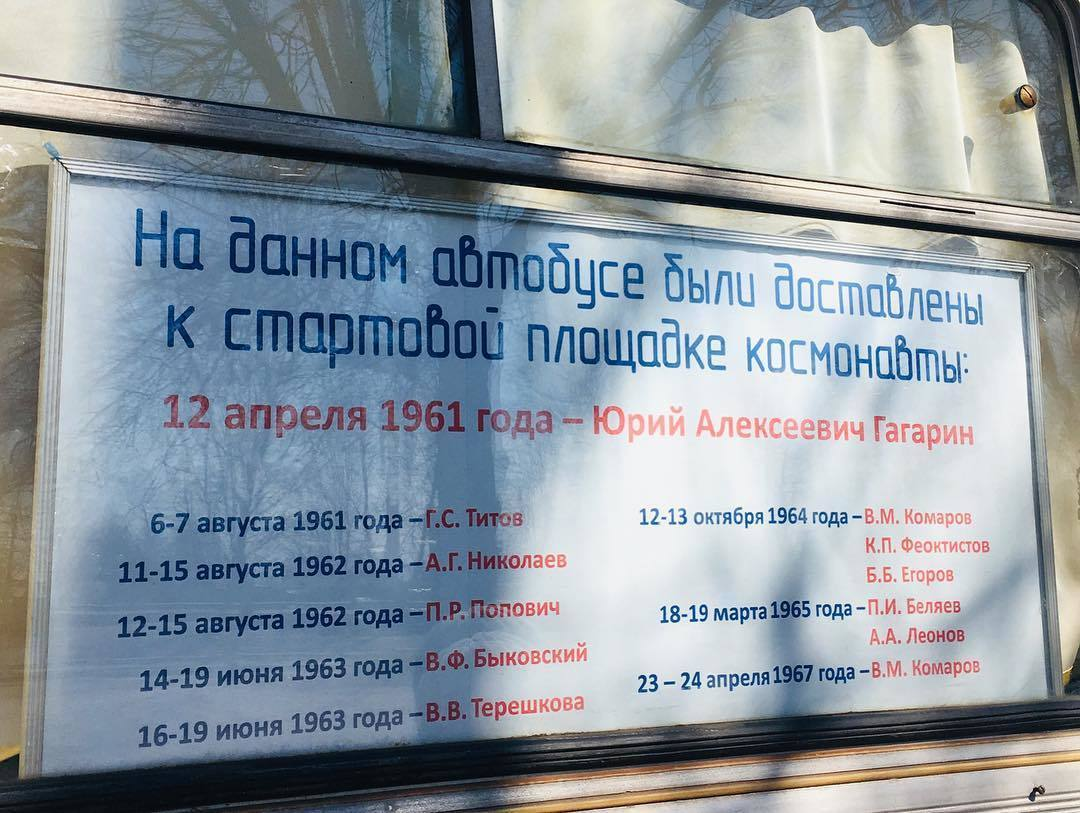 На данном автобусе были доставлены
к стартовой площадке космонавты:
12 апреля 1961 года – Юрий Алексеевич Гагарин
6-7 августа 1961 года – Г.С. Титов
11-15 августа 1962 года – А.Г. Николаев
12-15 августа 1962 года – П.Р. Попович
14-19 июня 1963 года – В.Ф. Быковский
16-19 июня 1963 года – В.В. Терешкова
12-13 октября 1964 года – В.М. Комаров
К.П. Феоктистов
Б.Б. Егоров
18-19 марта 1965 года – П.И. Беляев
А.А. Леонов
23 – 24 апреля 1967 года – В.М. Комаров